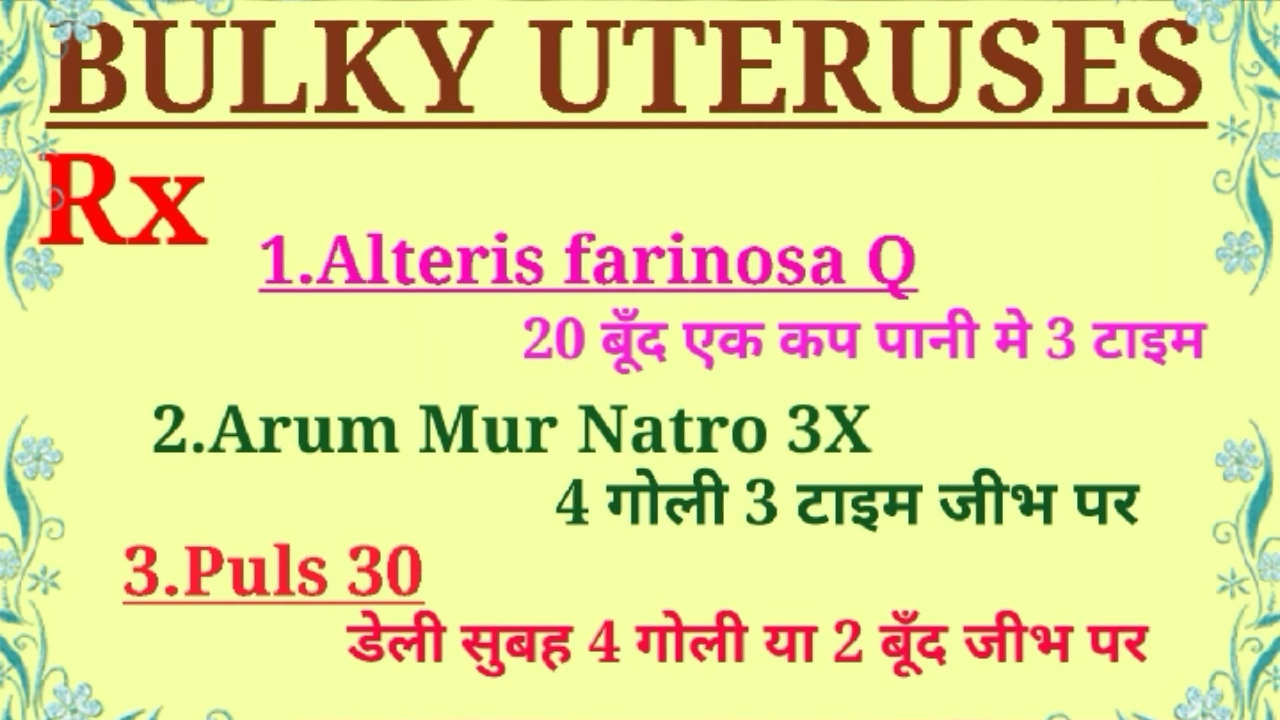 BULKY UTERUSES
Rx
1.Alteris farinosa Q
20 बूँद एक कप पानी मे 3 टाइम
2.Arum Mur Natro 3X
4 गोली 3 टाइम जीभ पर
3.Puls 30
डेली सुबह 4 गोली या 2 बूँद जीभ पर